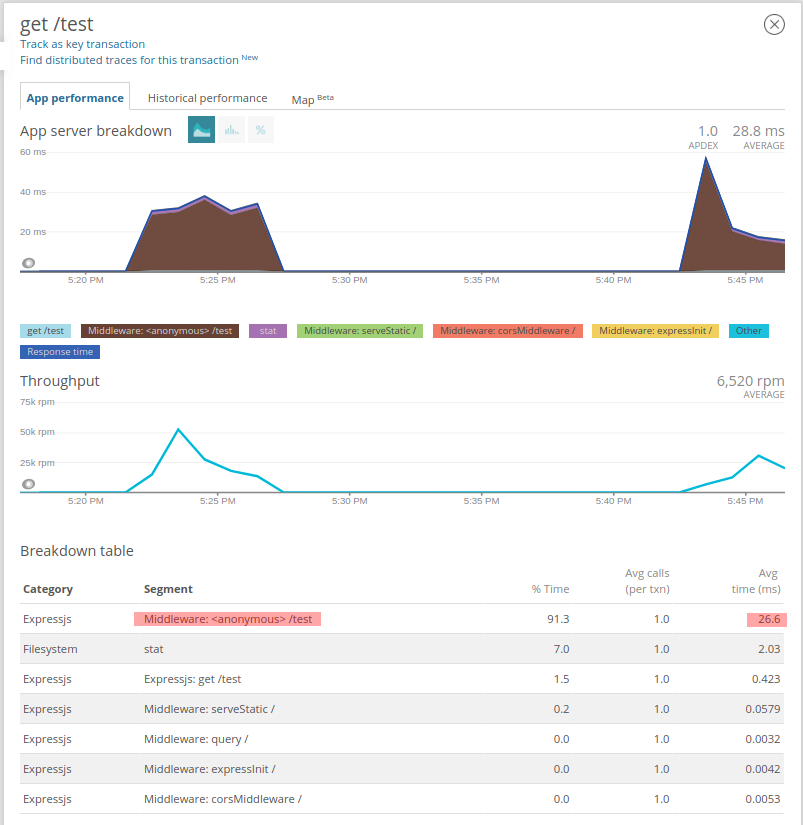 get /test
Track as key transaction
Find distributed traces for this transaction New
App performance Historical performance Map Beta
App server breakdown % 1.0 28.8 ms
APDEX AVERAGE
60 ms
40 ms
20 ms
5:20 PM 5:25 PM 5:30 PM 5:35 PM 5:40 PM 5:45 PM
get /test Middleware: <anonymous> /test stat Middleware: serveStatic / Middleware: corsMiddleware / Middleware: expressInit / Other
Response time
Throughput 6,520 rpm
AVERAGE
75k rpm
50k rpm
25k rpm
5:20 PM 5:25 PM 5:30 PM 5:35 PM 5:40 PM 5:45 PM
Breakdown table
Avg calls Avg
Category Segment % Time (per txn) time (ms)
Expressjs Middleware: <anonymous> /test 91.3 1.0 26.6
Filesystem stat 7.0 1.0 2.03
Expressjs Expressjs: get /test 1.5 1.0 0.423
Expressjs Middleware: serveStatic / 0.2 1.0 0.0579
Expressjs Middleware: query / 0.0 1.0 0.0032
Expressjs Middleware: expressInit / 0.0 1.0 0.0042
Expressjs Middleware: corsMiddleware / 0.0 1.0 0.0053